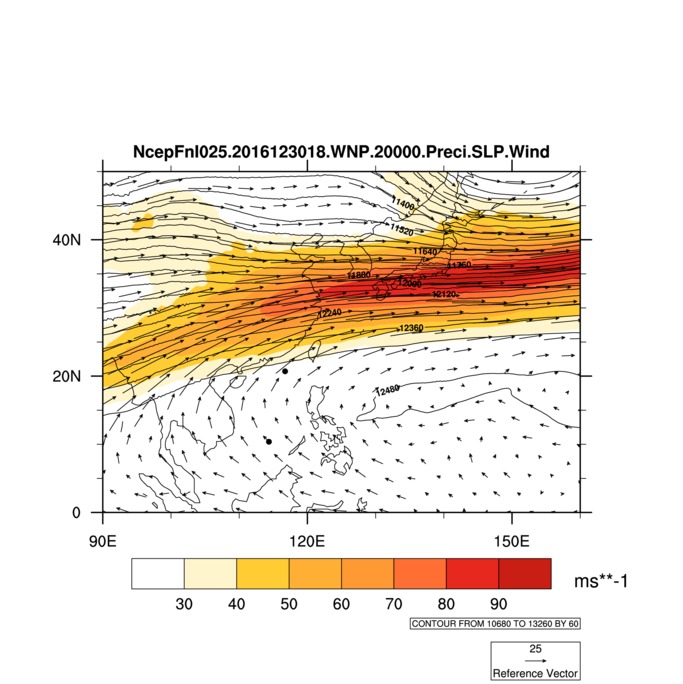 NcepFnl025.2016123018.WNP.20000.Preci.SLP.Wind
40N
20N
0
90E 120E 150E
11400
11520
11640
11760
11880
12000
12120
12240
12360
12480
30 40 50 60 70 80 90
ms**-1
CONTOUR FROM 10680 TO 13260 BY 60
25
Reference Vector